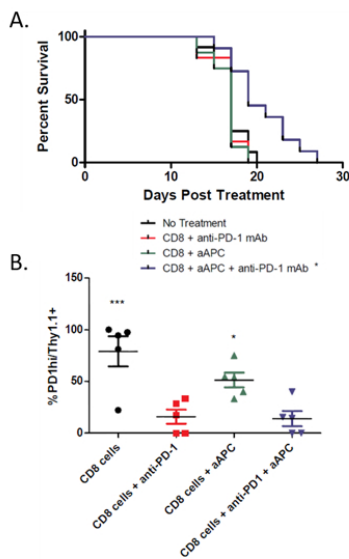 A.
Percent Survival
100
50
0
0 10 20 30
Days Post Treatment
No Treatment
CD8 + anti-PD-1 mAb
CD8 + aAPC
CD8 + aAPC + anti-PD-1 mAb *
B.
%PD1hi/Thy1.1+
150
100
50
0
***
*
CD8 cells
CD8 cells + anti-PD-1
CD8 cells + aAPC
CD8 cells + anti-PD1 + aAPC